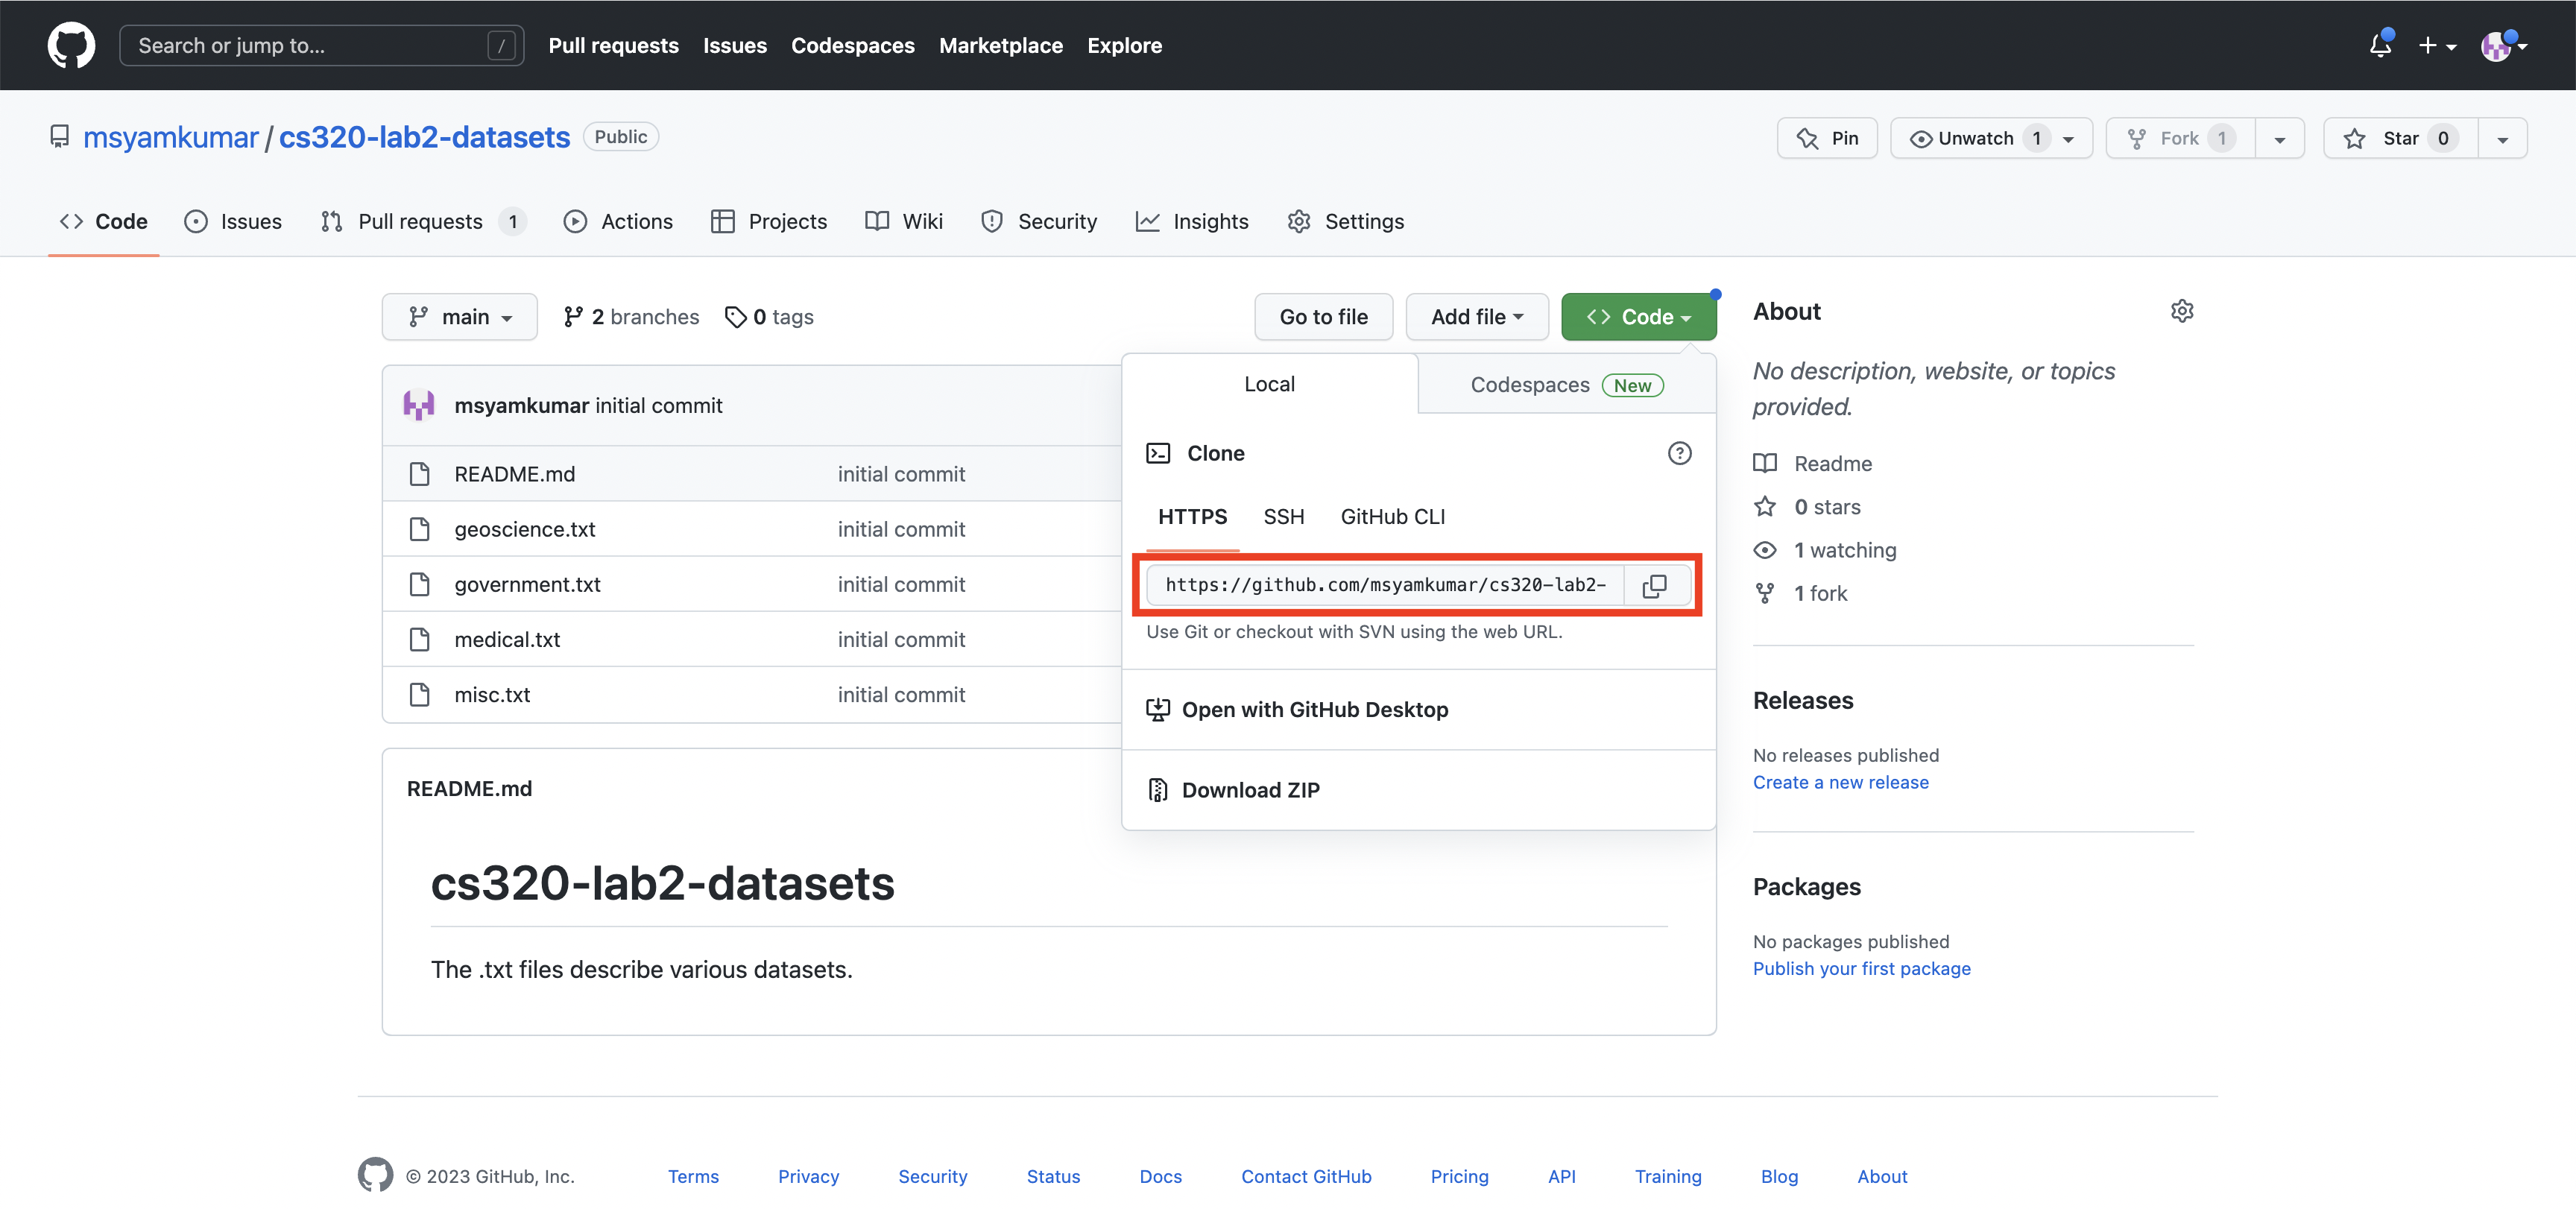 Search or jump to... /
Pull requests Issues Codespaces Marketplace Explore
msyamkumar / cs320-lab2-datasets Public
Pin Unwatch 1 Fork 1 Star 0
Code Issues Pull requests 1 Actions Projects Wiki Security Insights Settings
main 2 branches 0 tags
Go to file Add file Code
msyamkumar initial commit
README.md initial commit
geoscience.txt initial commit
government.txt initial commit
medical.txt initial commit
misc.txt initial commit
Local Codespaces New
Clone
HTTPS SSH GitHub CLI
https://github.com/msyamkumar/cs320-lab2-
Use Git or checkout with SVN using the web URL.
Open with GitHub Desktop
Download ZIP
README.md
cs320-lab2-datasets
The .txt files describe various datasets.
About
No description, website, or topics
provided.
Readme
0 stars
1 watching
1 fork
Releases
No releases published
Create a new release
Packages
No packages published
Publish your first package
© 2023 GitHub, Inc. Terms Privacy Security Status Docs Contact GitHub Pricing API Training Blog About